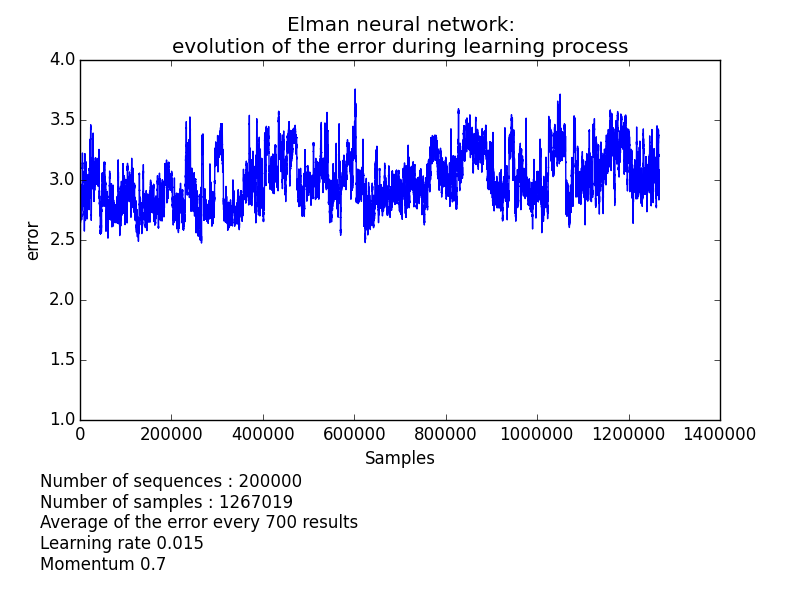 Elman neural network:
evolution of the error during learning process
4.0
3.5
3.0
2.5
2.0
1.5
1.0
error
0 200000 400000 600000 800000 1000000 1200000 1400000
Samples
Number of sequences : 200000
Number of samples : 1267019
Average of the error every 700 results
Learning rate 0.015
Momentum 0.7